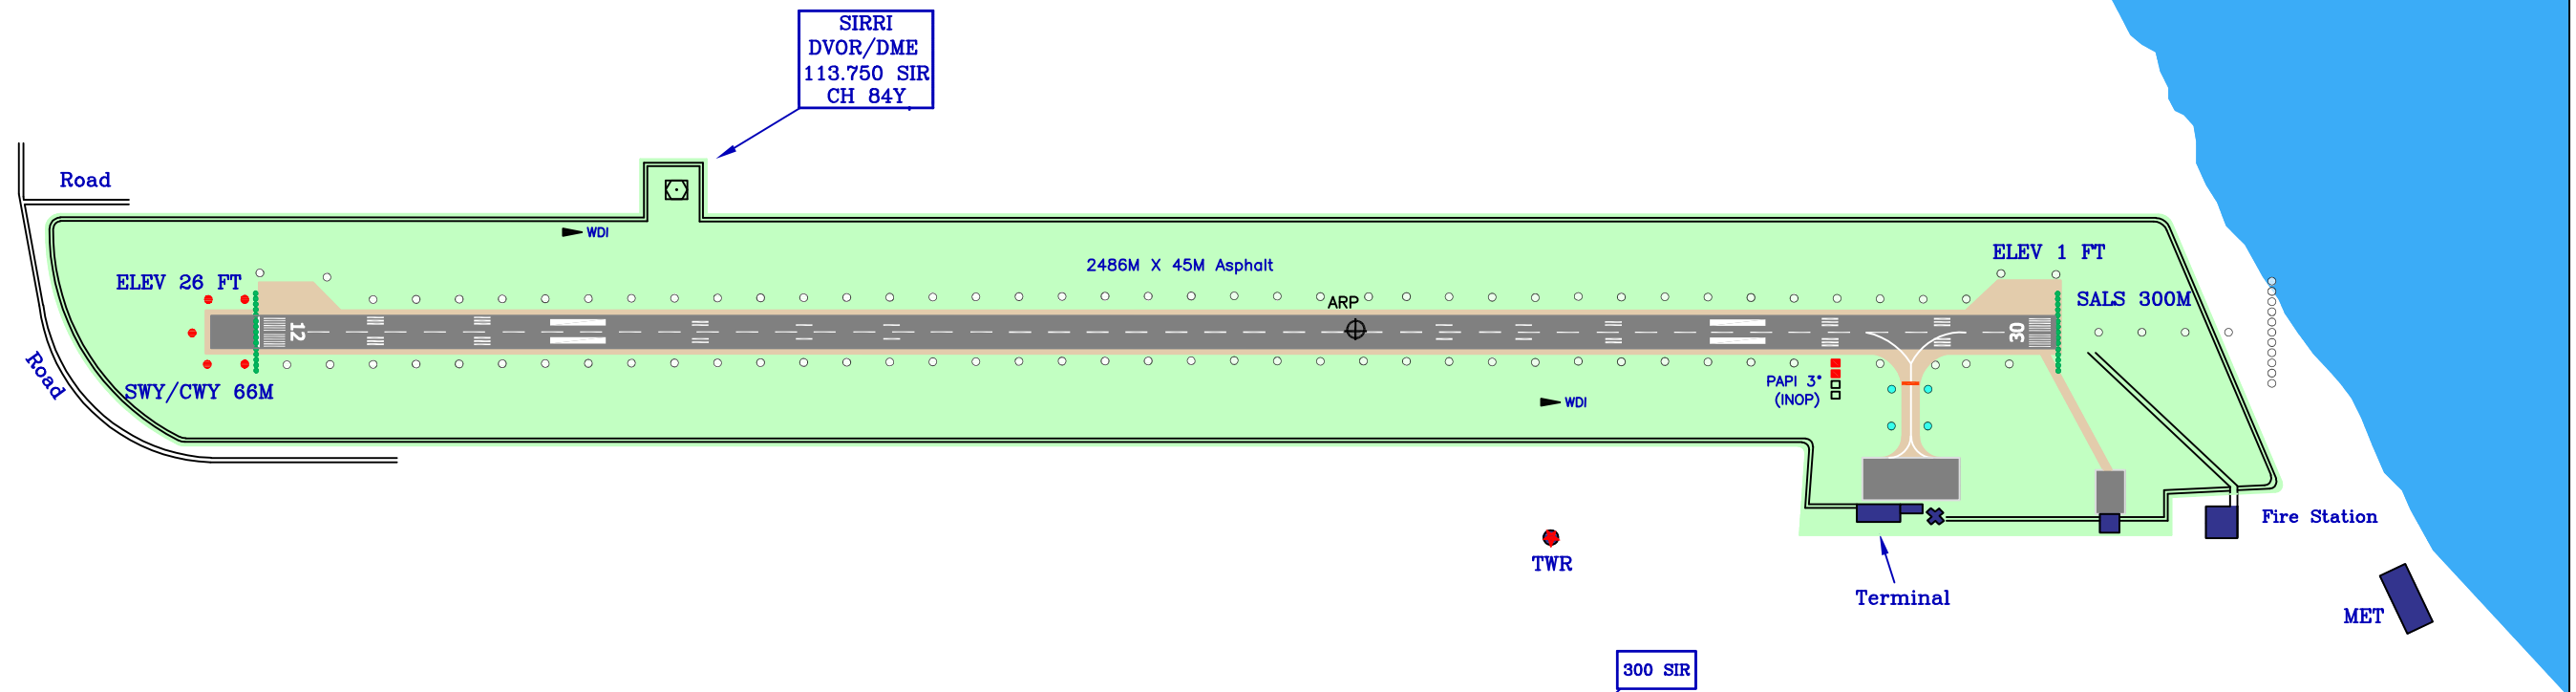 SIRRI
DVOR/DME
113.750 SIR
CH 84Y
Road
WDI
ELEV 26 FT
2486M X 45M Asphalt
ELEV 1 FT
ARP
SALS 300M
12
30
Road
SWY/CWY 66M
PAPI 3°
(INOP)
WDI
Fire Station
TWR
Terminal
MET
300 SIR